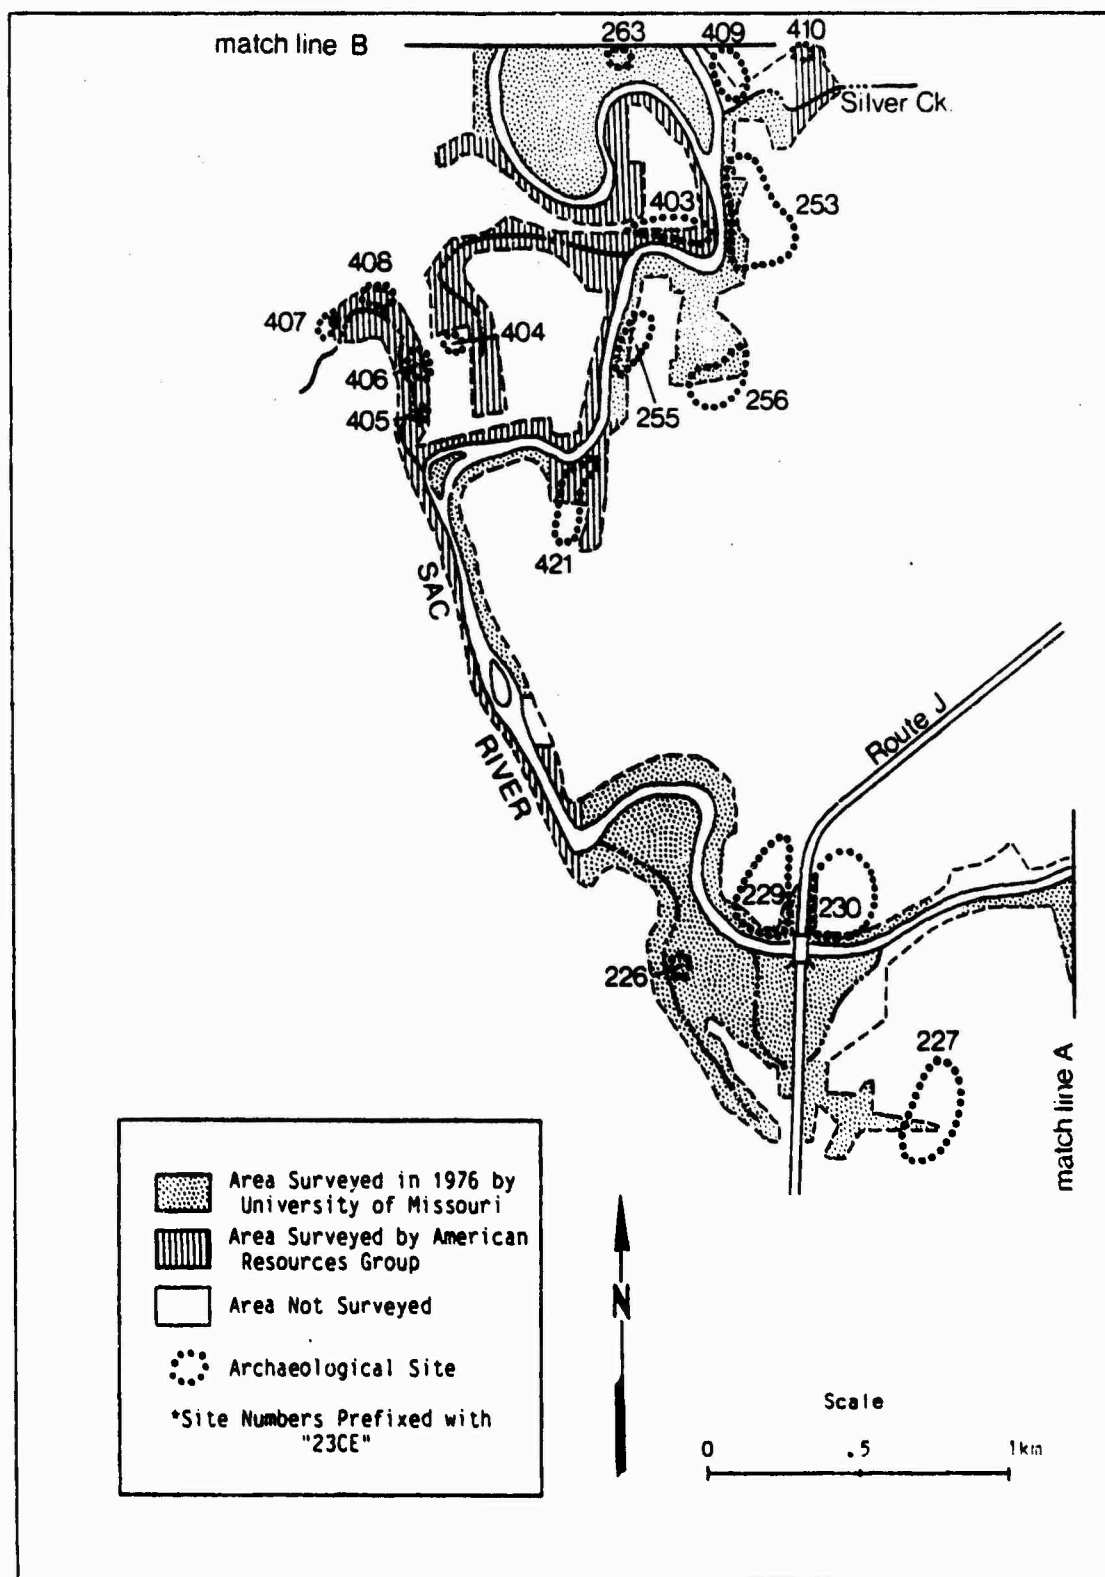 match line B
263
409
410
Silver Ck.
403
253
408
407
404
406
255
256
405
421
SAC
RIVER
Route J
229
230
226
227
match line A
Area Surveyed in 1976 by
University of Missouri
Area Surveyed by American
Resources Group
Area Not Surveyed
Archaeological Site
*Site Numbers Prefixed with
"23CE"
N
Scale
0 .5 1km